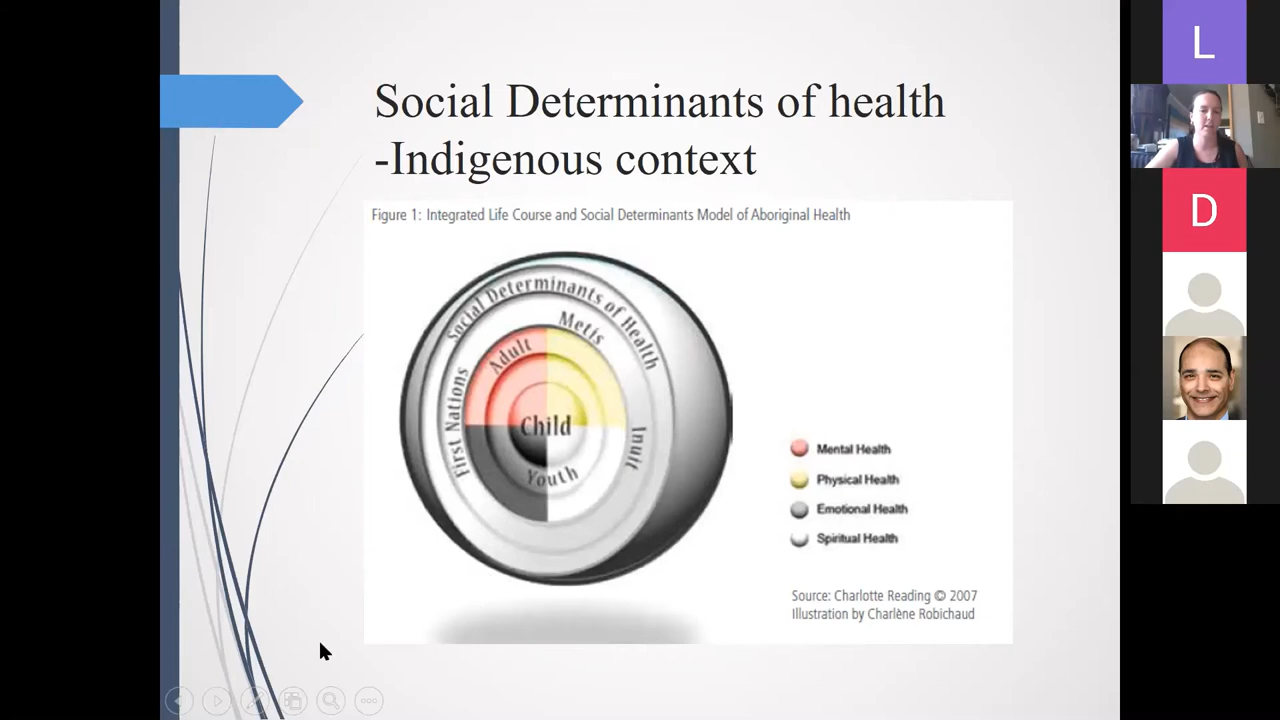 Social Determinants of health
-Indigenous context
Figure 1: Integrated Life Course and Social Determinants Model of Aboriginal Health
Social Determinants of Health
Metis
Adult
First Nations
Child
Inuit
Youth
Mental Health
Physical Health
Emotional Health
Spiritual Health
Source: Charlotte Reading © 2007
Illustration by Charlène Robichaud
L
D